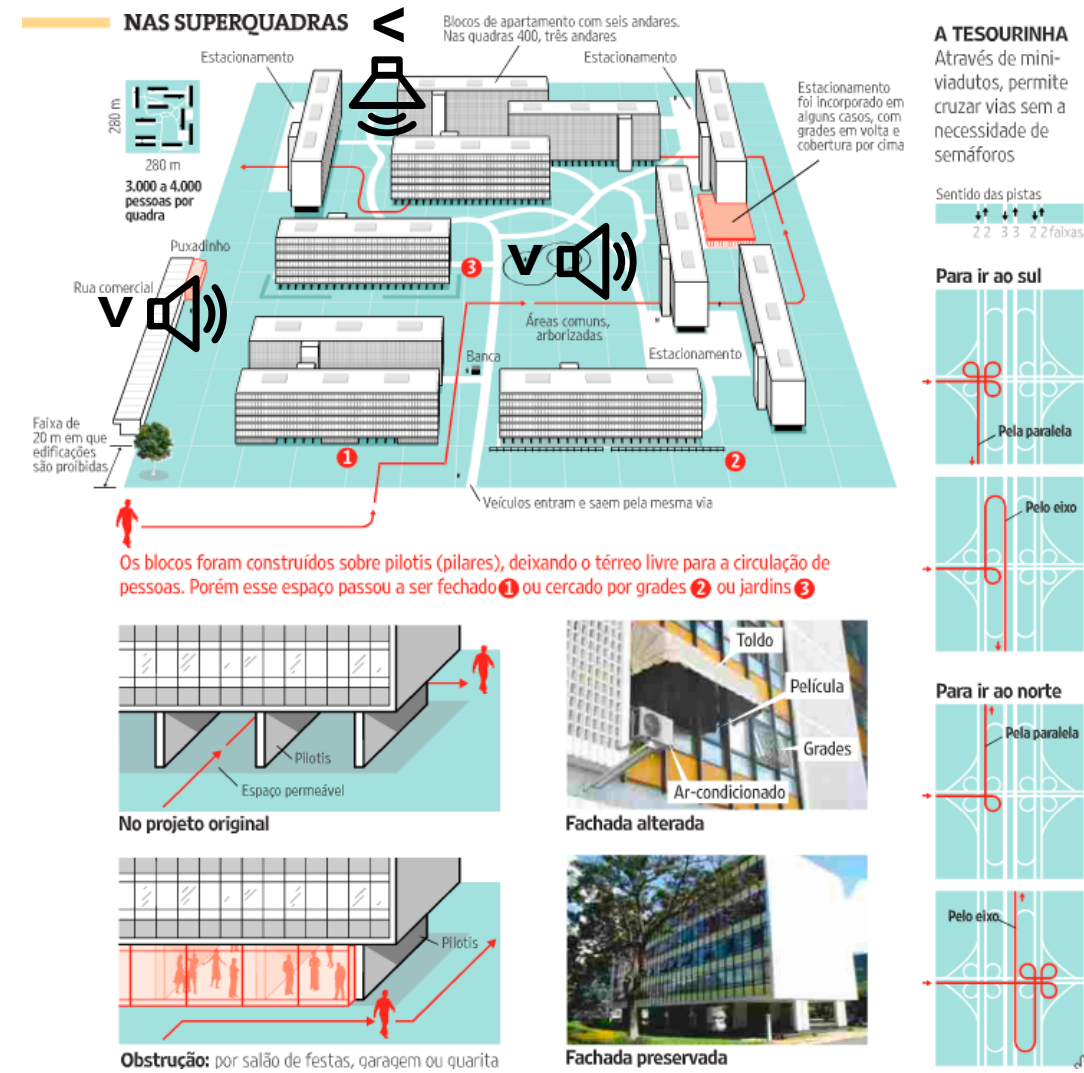 NAS SUPERQUADRAS
<
Blocos de apartamento com seis andares.
Nas quadras 400, três andares
Estacionamento
Estacionamento
280 m
280 m
3.000 a 4.000
pessoas por
quadra
Estacionamento
foi incorporado em
alguns casos, com
grades em volta e
cobertura por cima
Puxadinho
Rua comercial
V
V
3
Áreas comuns,
arborizadas
Banca
Estacionamento
Faixa de
20 m em que
edificações
são proibidas
1
2
Veículos entram e saem pela mesma via
Os blocos foram construídos sobre pilotis (pilares), deixando o térreo livre para a circulação de
pessoas. Porém esse espaço passou a ser fechado 1 ou cercado por grades 2 ou jardins 3
Pilotis
Espaço permeável
No projeto original
Toldo
Película
Grades
Ar-condicionado
Fachada alterada
Pilotis
Obstrução: por salão de festas, garagem ou guarita
Fachada preservada
A TESOURINHA
Através de mini-
viadutos, permite
cruzar vias sem a
necessidade de
semáforos
Sentido das pistas
2 2 3 3 2 2 faixas
Para ir ao sul
Pela paralela
Pelo eixo
Para ir ao norte
Pela paralela
Pelo eixo